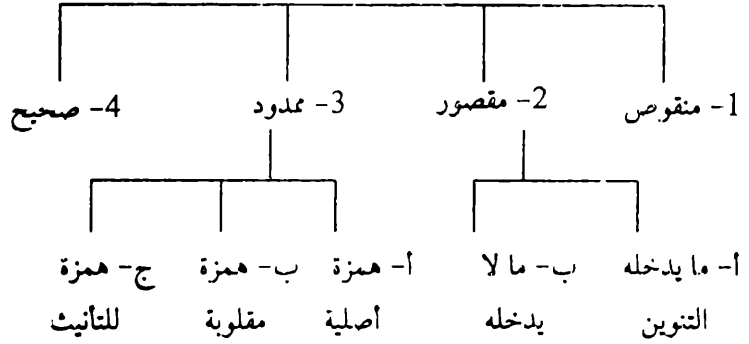 1- منقوص 2- مقصور 3- ممدود 4- صحيح
أ- ما يدخله ب- ما لا أ- همزة ب- همزة ج- همزة
التنوين يدخله أصلية مقلوبة للتأنيث